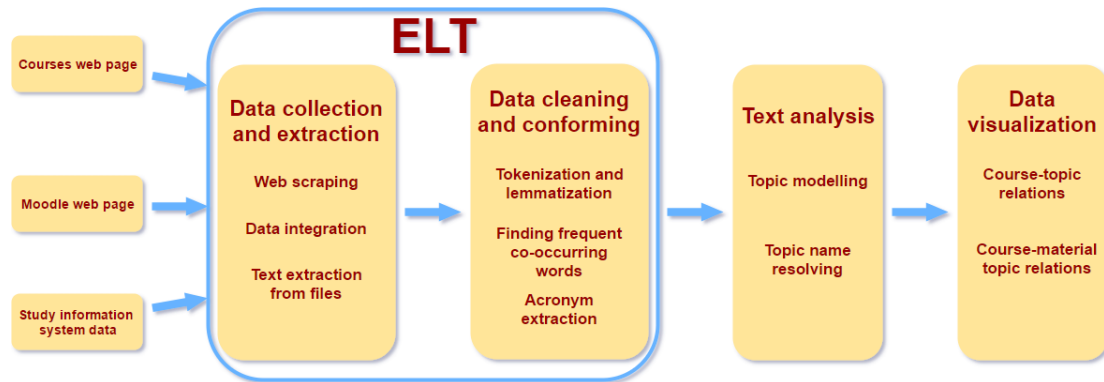 ELT
Courses web page
Moodle web page
Study information
system data
Data collection
and extraction
Web scraping
Data integration
Text extraction
from files
Data cleaning
and conforming
Tokenization and
lemmatization
Finding frequent
co-occurring
words
Acronym
extraction
Text analysis
Topic modelling
Topic name
resolving
Data
visualization
Course-topic
relations
Course-material
topic relations